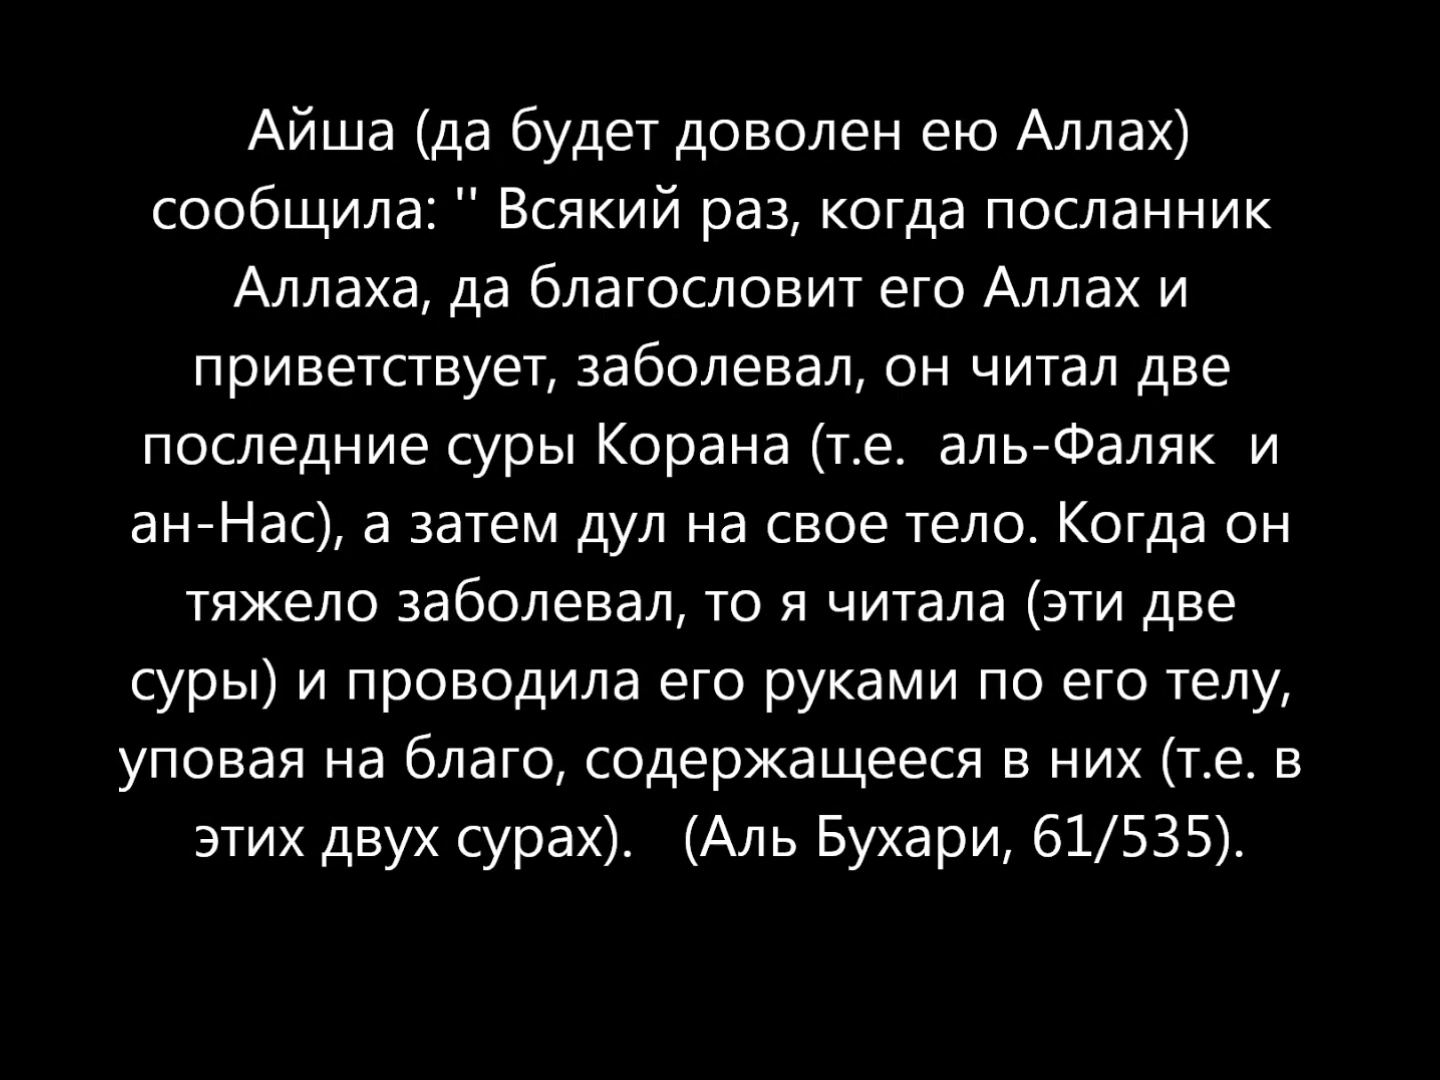 Айша (да будет доволен ею Аллах)
сообщила: '' Всякий раз, когда посланник
Аллаха, да благословит его Аллах и
приветствует, заболевал, он читал две
последние суры Корана (т.е. аль-Фаляк и
ан-Нас), а затем дул на свое тело. Когда он
тяжело заболевал, то я читала (эти две
суры) и проводила его руками по его телу,
уповая на благо, содержащееся в них (т.е. в
этих двух сурах). (Аль Бухари, 61/535).